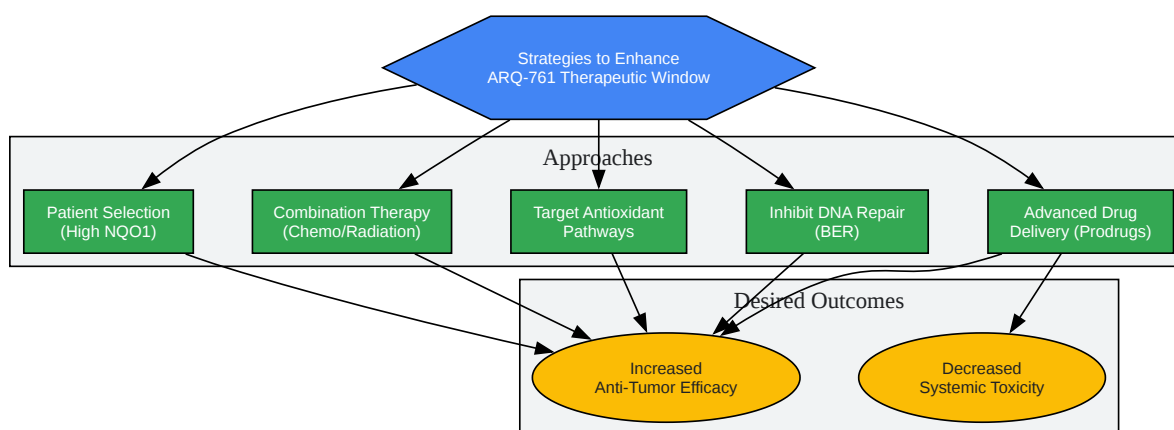 Strategies to Enhance
ARQ-761 Therapeutic Window
Approaches
Patient Selection
(High NQO1)
Combination Therapy
(Chemo/Radiation)
Target Antioxidant
Pathways
Inhibit DNA Repair
(BER)
Advanced Drug
Delivery (Prodrugs)
Desired Outcomes
Increased
Anti-Tumor Efficacy
Decreased
Systemic Toxicity